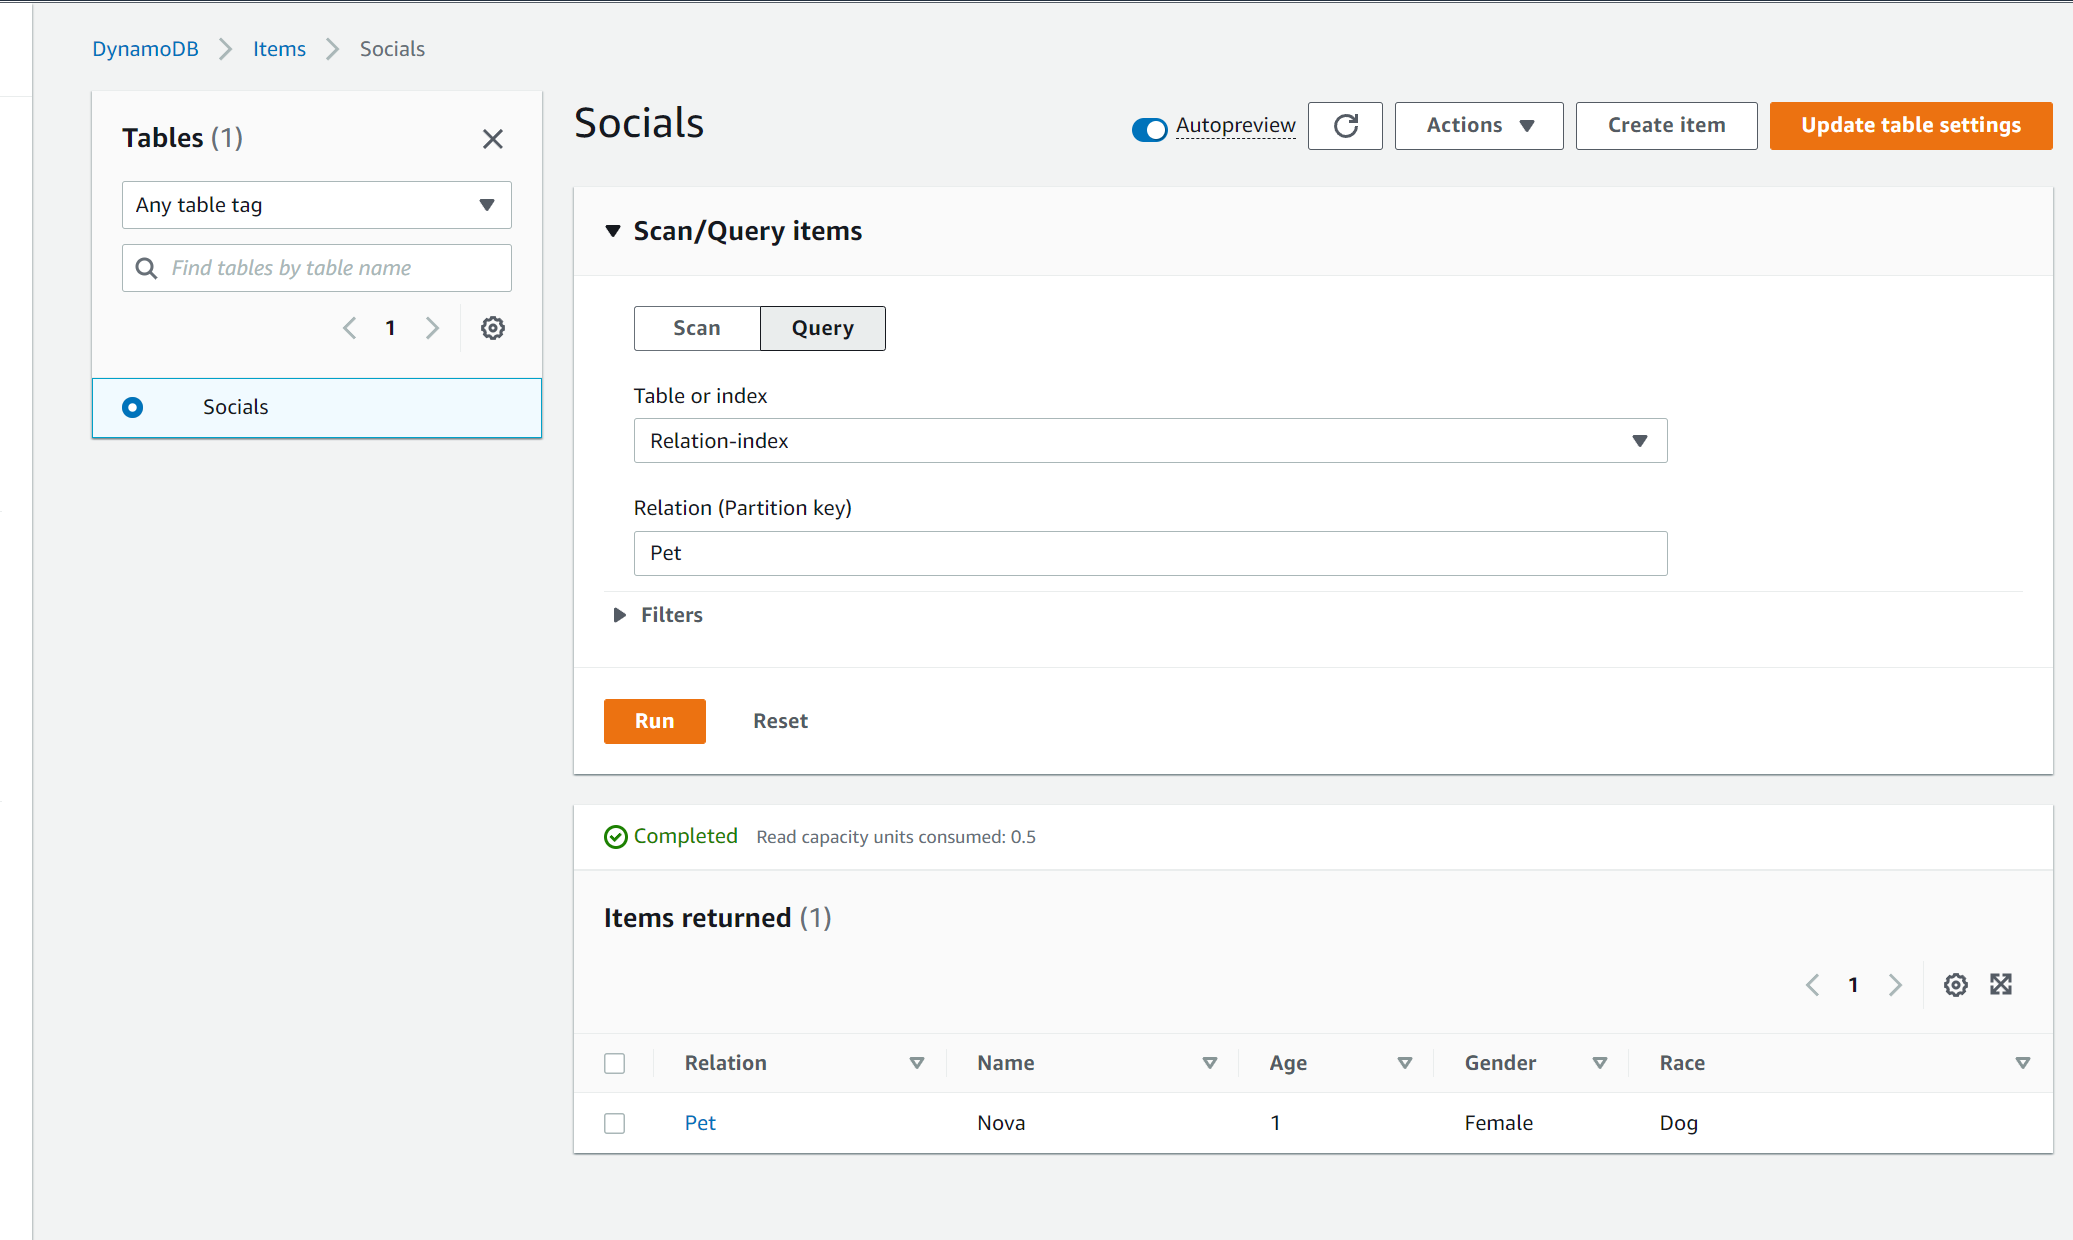 DynamoDB Items Socials
Tables (1)
Any table tag
Find tables by table name
1
Socials
Socials
Autopreview
Actions
Create item
Update table settings
Scan/Query items
Scan Query
Table or index
Relation-index
Relation (Partition key)
Pet
Filters
Run Reset
Completed Read capacity units consumed: 0.5
Items returned (1)
1
Relation Name Age Gender Race
Pet Nova 1 Female Dog